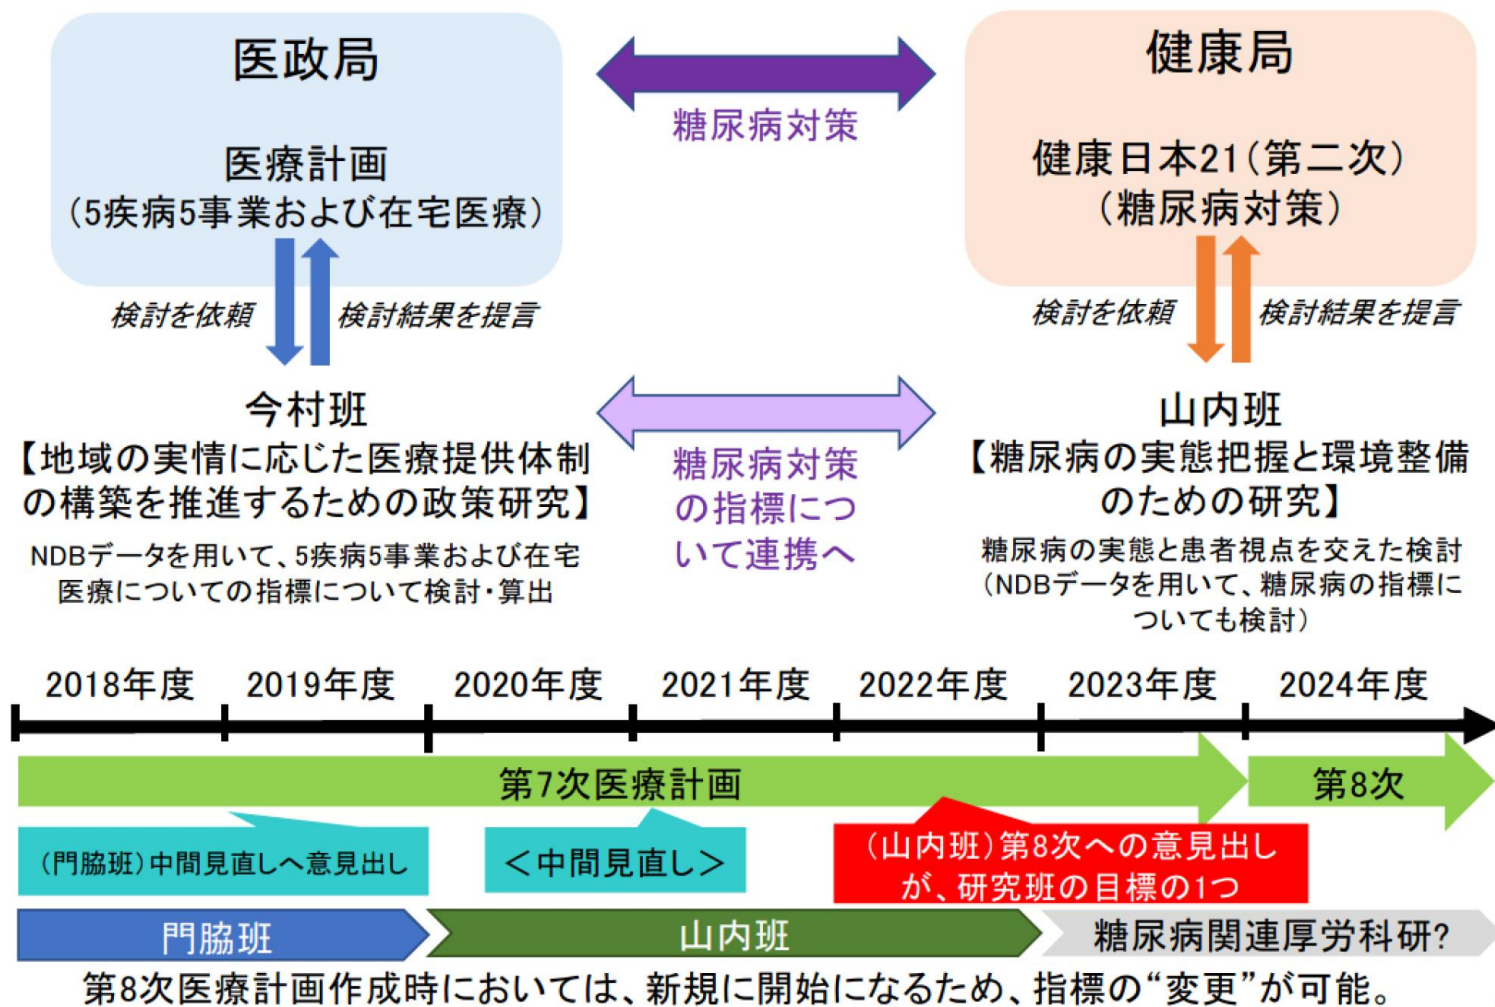 医政局
医療計画
（5疾病5事業および在宅医療）
糖尿病対策
健康局
健康日本21（第二次）
（糖尿病対策）
検討を依頼
検討結果を提言
検討を依頼
検討結果を提言
今村班
【地域の実情に応じた医療提供体制
の構築を推進するための政策研究】
NDBデータを用いて、5疾病5事業および在宅
医療についての指標について検討・算出
糖尿病対策
の指標につ
いて連携へ
山内班
【糖尿病の実態把握と環境整備
のための研究】
糖尿病の実態と患者視点を交えた検討
（NDBデータを用いて、糖尿病の指標に
ついても検討）
2018年度
2019年度
2020年度
2021年度
2022年度
2023年度
2024年度
第7次医療計画
第8次
（門脇班）中間見直しへ意見出し
＜中間見直し＞
（山内班）第8次への意見出し
が、研究班の目標の1つ
門脇班
山内班
糖尿病関連厚労科研?
第8次医療計画作成時においては、新規に開始になるため、指標の“変更”が可能。